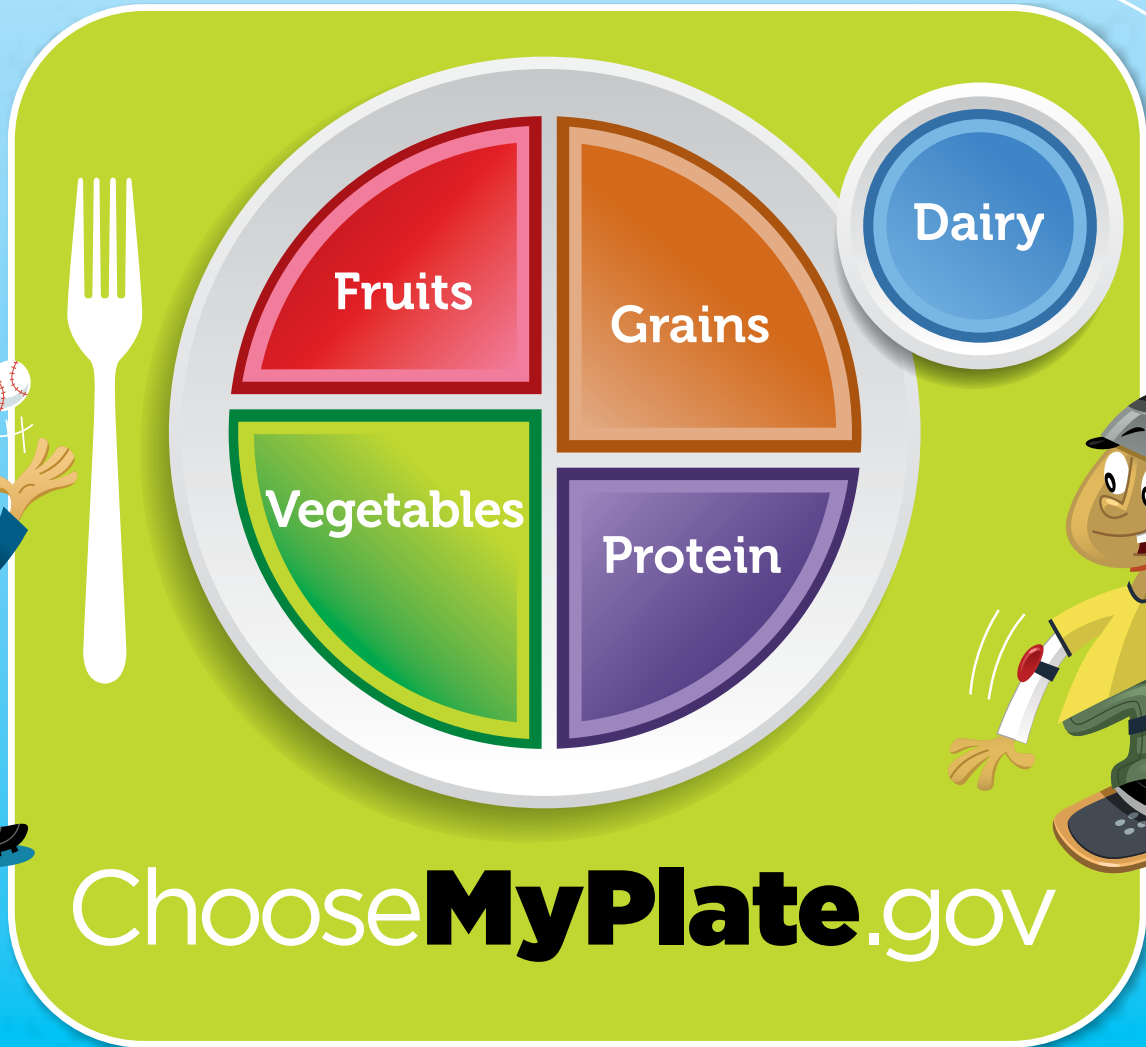 Dairy
Fruits
Grains
Vegetables
Protein
ChooseMyPlate.gov